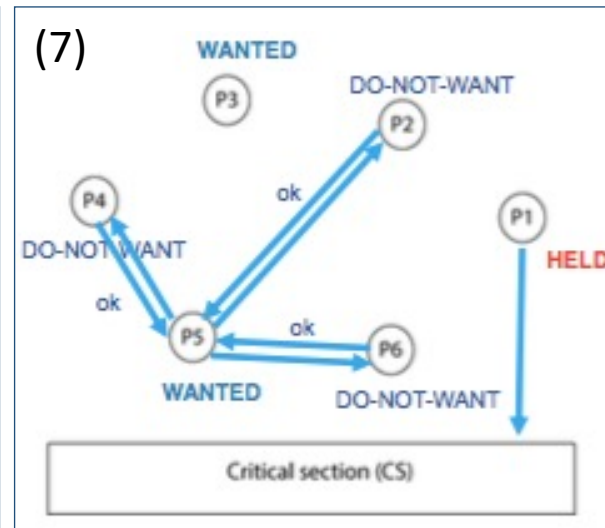 (7)
WANTED
P3
DO-NOT-WANT
P2
ok
P4
P1
DO-NOT-WANT
HELD
ok
P5
ok
P6
WANTED
DO-NOT-WANT
Critical section (CS)